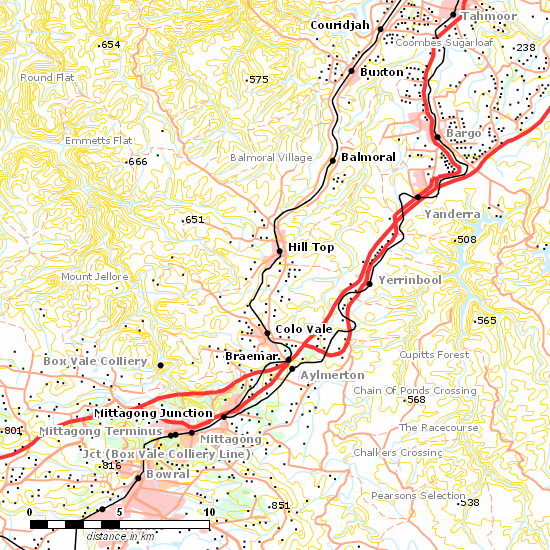 Tahmoor
Couridjah
.654
Coombes Sugarloaf
.238
Round Flat
.575
Buxton
Bargo
Emmetts Flat
.666
Balmoral Village
Balmoral
Yanderra
.651
.508
Hill Top
Mount Jellore
Yerrinbool
.565
Colo Vale
Box Vale Colliery
Braemar
Cupitts Forest
Aylmerton
Chain Of Ponds Crossing
.568
Mittagong Junction
.801
Mittagong Terminus
Mittagong
The Racecourse
Jct (Box Vale Colliery Line)
Chalkers Crossing
.816
Bowral
Pearsons Selection
.851
.538
0 5 10
distance in km